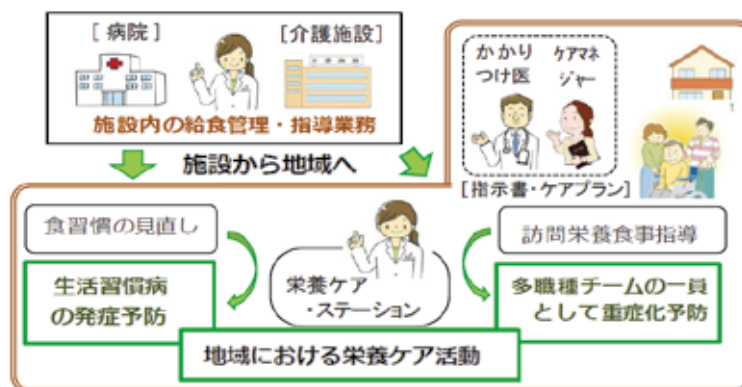 [病院]
[介護施設]
介護施設
施設内の給食管理・指導業務
施設から地域へ
かかりつけ医
ケアマネジャー
[指示書・ケアプラン]
食習慣の見直し
生活習慣病
の発症予防
栄養ケア
・ステーション
訪問栄養食事指導
多職種チームの一員
として重症化予防
地域における栄養ケア活動